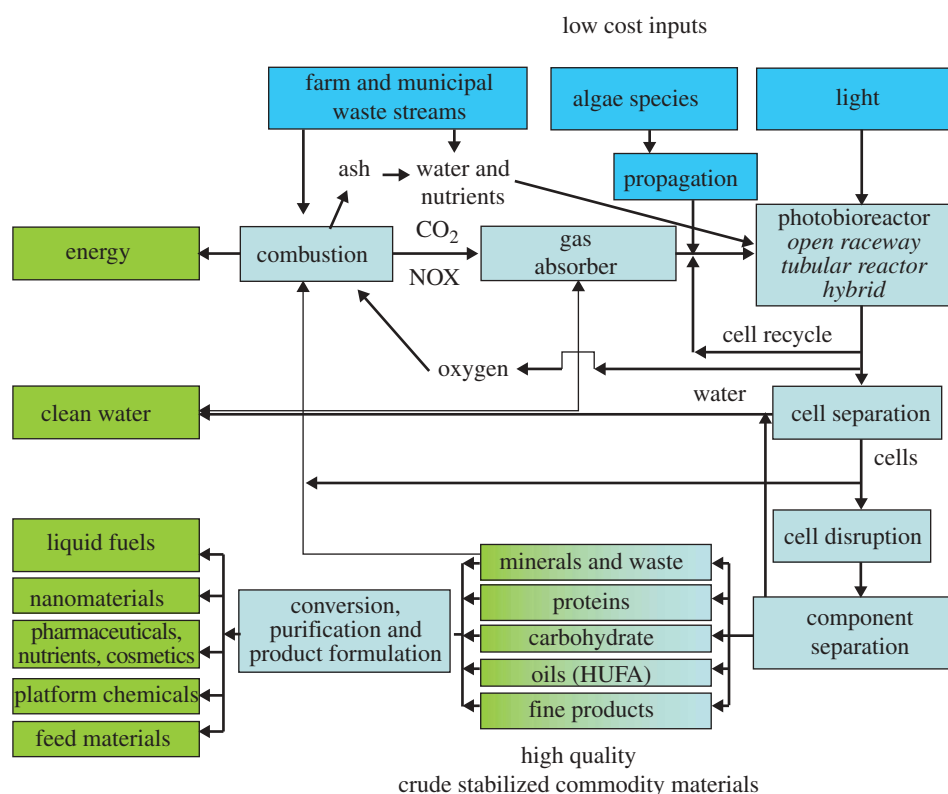 low cost inputs
farm and municipal
waste streams
algae species
light
ash
water and
nutrients
propagation
photobioreactor
open raceway
tubular reactor
hybrid
energy
combustion
CO2
NOX
gas
absorber
cell recycle
oxygen
clean water
water
cell separation
cells
cell disruption
liquid fuels
nanomaterials
pharmaceuticals,
nutrients, cosmetics
platform chemicals
feed materials
conversion,
purification and
product formulation
minerals and waste
proteins
carbohydrate
oils (HUFA)
fine products
component
separation
high quality
crude stabilized commodity materials